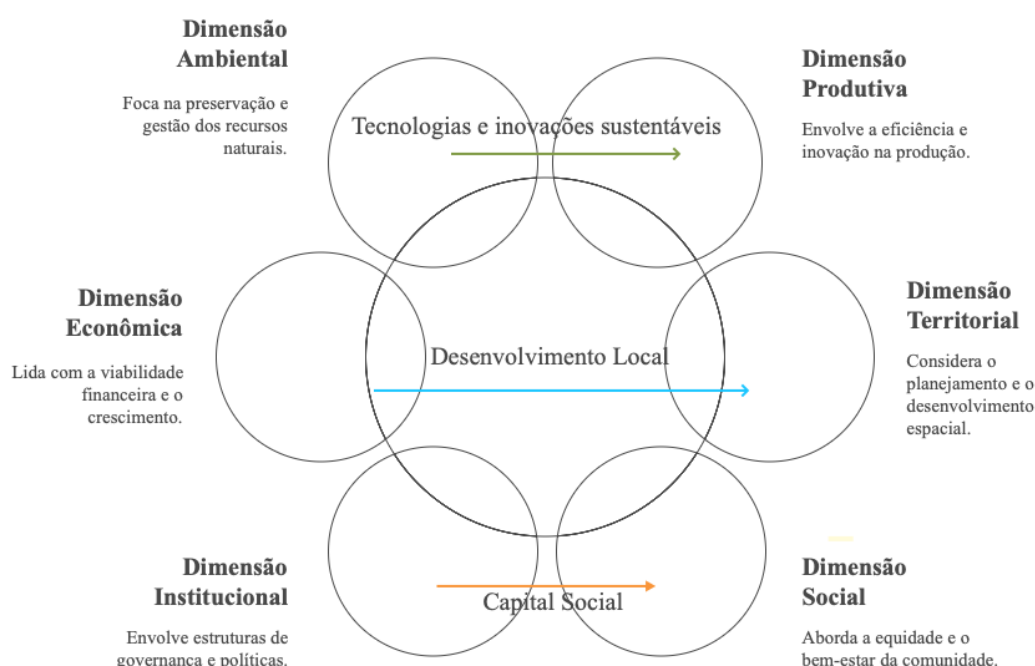 Dimensão
Ambiental
Foca na preservação e
gestão dos recursos
naturais.
Dimensão
Produtiva
Envolve a eficiência e
inovação na produção.
Tecnologias e inovações sustentáveis
Dimensão
Econômica
Lida com a viabilidade
financeira e o
crescimento.
Desenvolvimento Local
Dimensão
Territorial
Considera o
planejamento e o
desenvolvimento
espacial.
Dimensão
Institucional
Envolve estruturas de
governança e políticas.
Capital Social
Dimensão
Social
Aborda a equidade e o
bem-estar da comunidade.